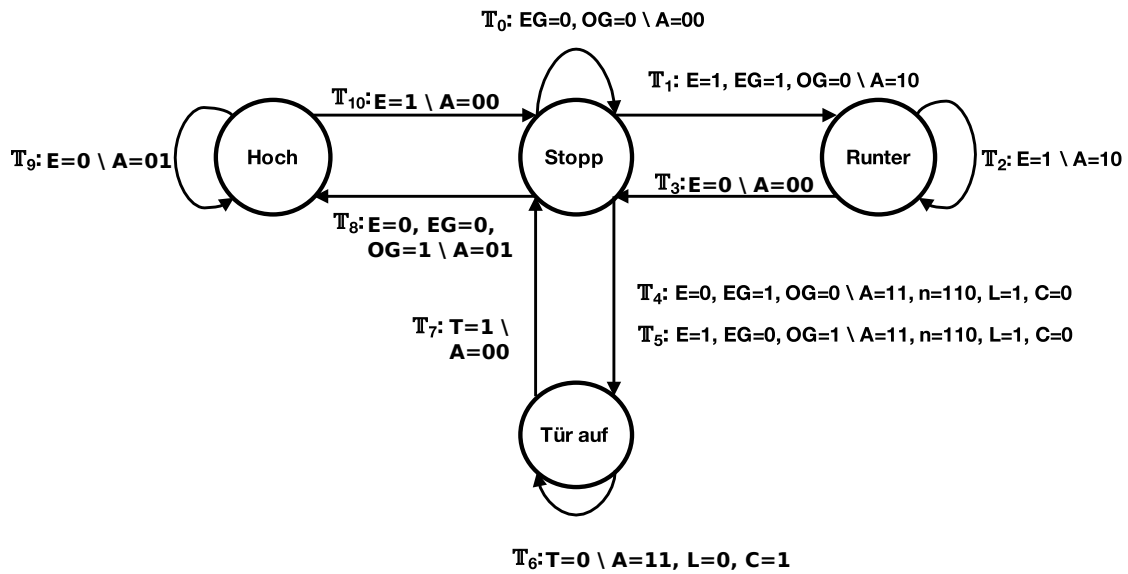 𝕋₀: EG=0, OG=0 \ A=00
𝕋₁: E=1, EG=1, OG=0 \ A=10
𝕋₁₀: E=1 \ A=00
Hoch
Stopp
Runter
𝕋₉: E=0 \ A=01
𝕋₂: E=1 \ A=10
𝕋₃: E=0 \ A=00
𝕋₈: E=0, EG=0,
OG=1 \ A=01
𝕋₄: E=0, EG=1, OG=0 \ A=11, n=110, L=1, C=0
𝕋₅: E=1, EG=0, OG=1 \ A=11, n=110, L=1, C=0
𝕋₇: T=1 \
A=00
Tür auf
𝕋₆: T=0 \ A=11, L=0, C=1